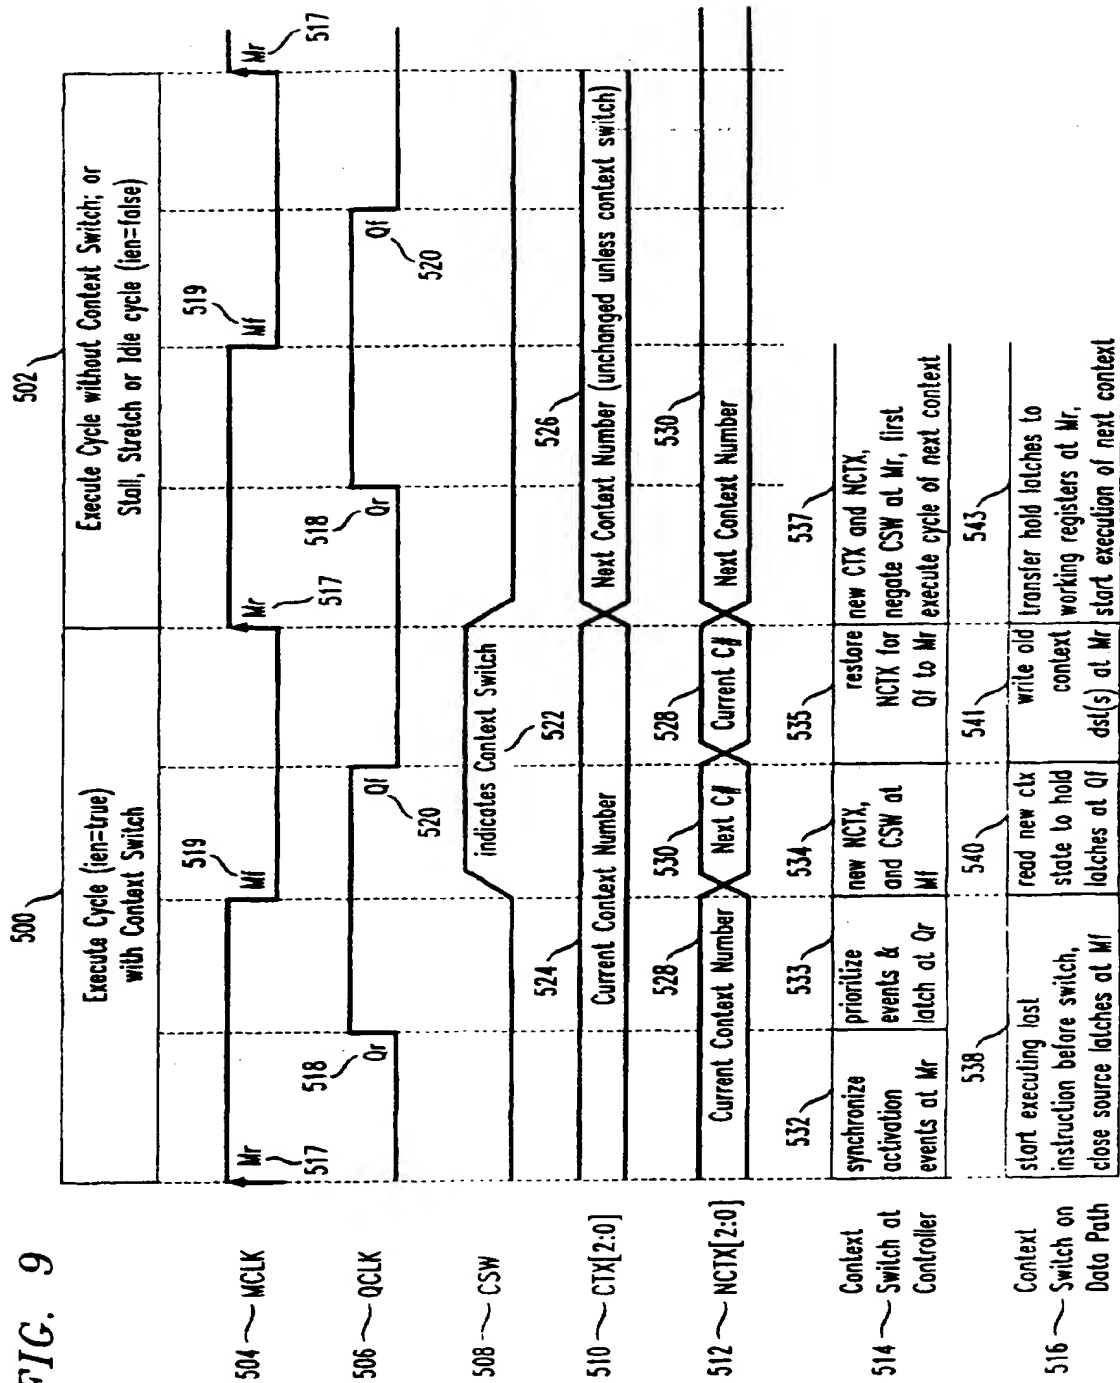 FIG. 9
500
502
Execute Cycle (ien=true)
with Context Switch
Execute Cycle without Context Switch; or
Stall, Stretch or Idle cycle (ien=false)
504 MCLK
Mr
517
519
Mf
Mr
517
519
Mf
Mr
517
506 QCLK
518
Qr
Qf
520
518
Qr
Qf
520
508 CSW
indicates Context Switch
522
510 CTX[2:0]
524
Current Context Number
526
Next Context Number (unchanged unless context switch)
512 NCTX[2:0]
528
Current Context Number
530
Next C#
528
Current C#
530
Next Context Number
Context
514 Switch at
Controller
532
synchronize
activation
events at Mr
533
prioritize
events &
latch at Qr
534
new NCTX,
and CSW at
Mf
535
restore
NCTX for
Qf to Mr
537
new CTX and NCTX,
negate CSW at Mr, first
execute cycle of next context
Context
516 Switch on
Data Path
538
start executing last
instruction before switch,
close source latches at Mf
540
read new ctx
state to hold
latches at Qf
541
write old
context
dst(s) at Mr
543
transfer hold latches to
working registers at Mr,
start execution of next context